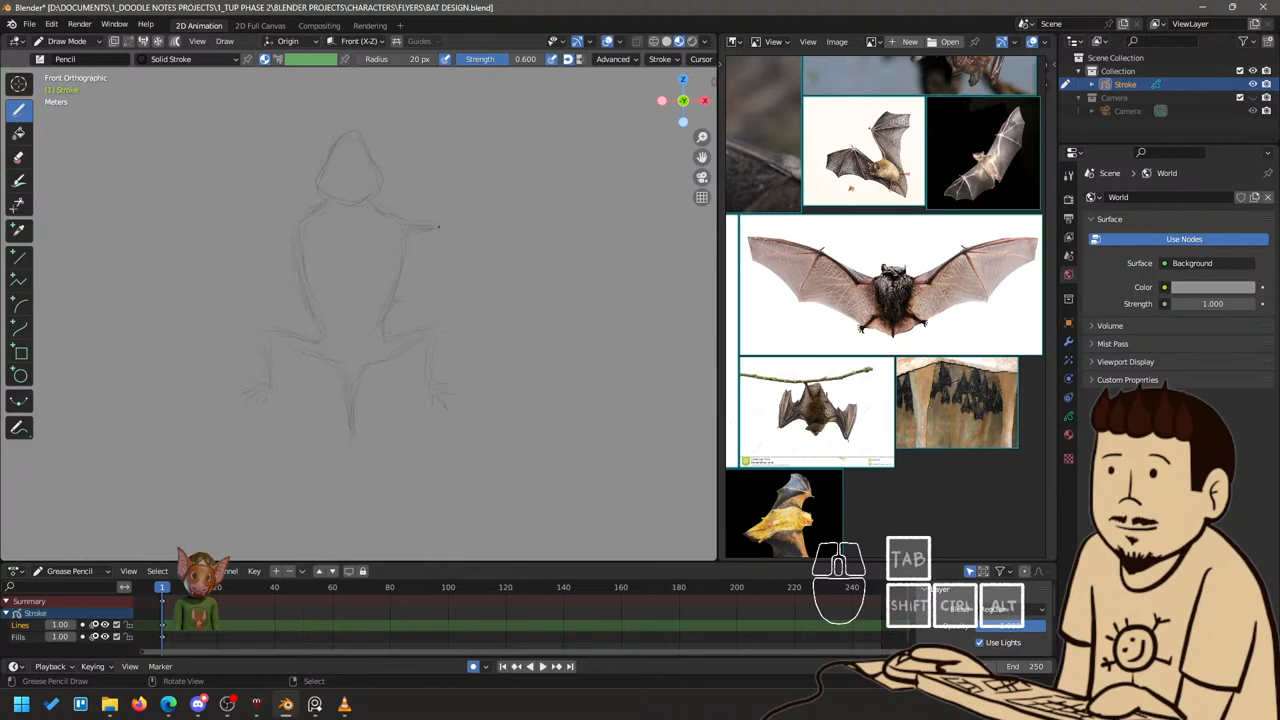 Blender* [D:\DOCUMENTS\1_DOODLE NOTES PROJECTS\1_TUP PHASE 2\BLENDER PROJECTS\CHARACTERS\FLYERS\BAT DESIGN.blend]
File Edit Render Window Help 2D Animation 2D Full Canvas Compositing Rendering Scene ViewLayer
Draw Mode View Draw Origin Front (X-Z) Guides View View Image New Open
Pencil Solid Stroke Radius 20 px Strength 0.600 Advanced Stroke Cursor
Front Orthographic
(1) Stroke
Meters
Z
-Y
X
Scene Collection
Collection
Stroke
Camera
Camera
Scene World
World
Surface
Use Nodes
Surface Background
Color
Strength 1.000
Volume
Mist Pass
Viewport Display
Custom Properties
TAB
SHIFT CTRL ALT
Grease Pencil View Key
1 40 60 80 100 120 140 160 180 200 220 240
Summary
Stroke
Lines 1.00
Fills 1.00
Use Lights
Playback Keying View Marker End 250
Grease Pencil Draw Rotate View Select